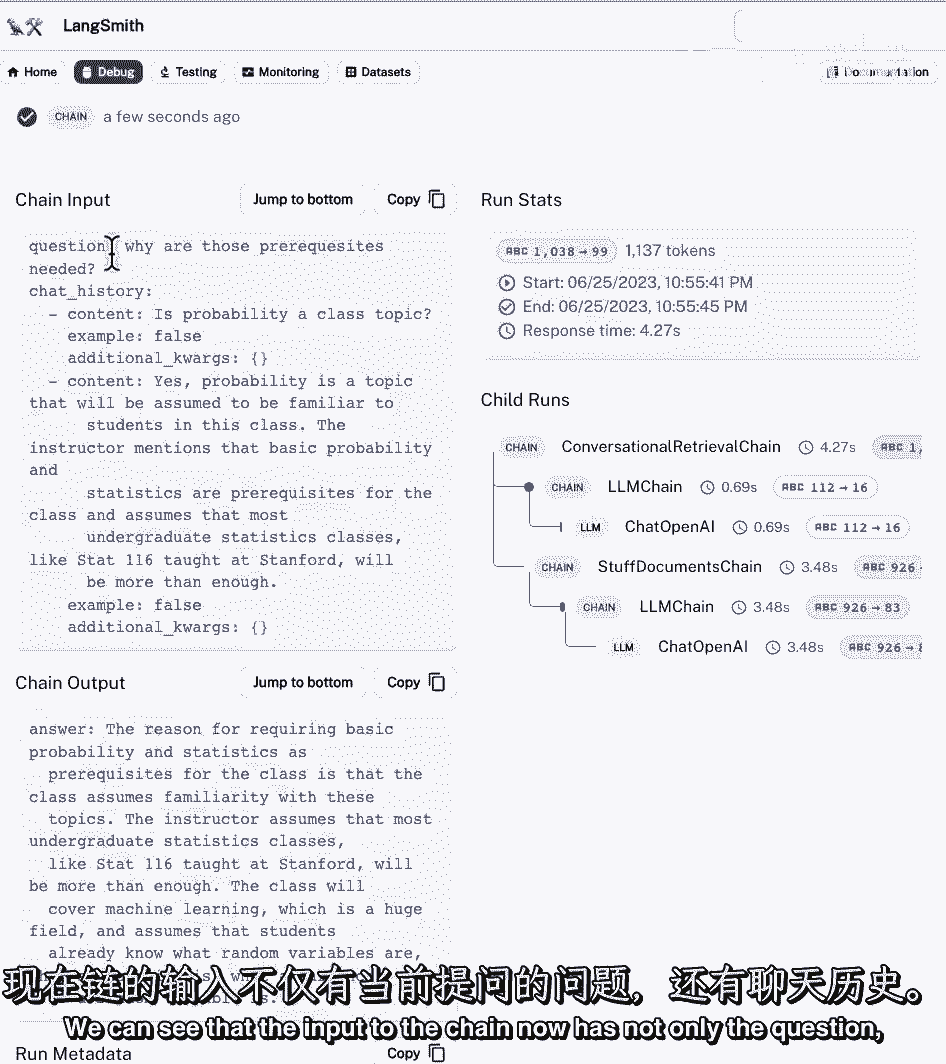 LangSmith
Home Debug Testing Monitoring Datasets Documentation
CHAIN a few seconds ago
Chain Input Jump to bottom Copy
question: why are those prerequesites
needed?
chat_history:
- content: Is probability a class topic?
example: false
additional_kwargs: {}
- content: Yes, probability is a topic
that will be assumed to be familiar to
students in this class. The
instructor mentions that basic probability
and
statistics are prerequisites for the
class and assumes that most
undergraduate statistics classes,
like Stat 116 taught at Stanford, will
be more than enough.
example: false
additional_kwargs: {}
Chain Output Jump to bottom Copy
answer: The reason for requiring basic
probability and statistics as
prerequisites for the class is that the
class assumes familiarity with these
topics. The instructor assumes that most
undergraduate statistics classes,
like Stat 116 taught at Stanford, will
be more than enough. The class will
cover machine learning, which is a huge
field, and assumes that students
already know what random variables are,
Run Metadata Copy
Run Stats
ABC 1,038 → 99 1,137 tokens
Start: 06/25/2023, 10:55:41 PM
End: 06/25/2023, 10:55:45 PM
Response time: 4.27s
Child Runs
CHAIN ConversationalRetrievalChain 4.27s ABC 1,
CHAIN LLMChain 0.69s ABC 112 → 16
LLM ChatOpenAI 0.69s ABC 112 → 16
CHAIN StuffDocumentsChain 3.48s ABC 926
CHAIN LLMChain 3.48s ABC 926 → 83
LLM ChatOpenAI 3.48s ABC 926 →
现在链的输入不仅有当前提问的问题，还有聊天历史。
We can see that the input to the chain now has not only the question,